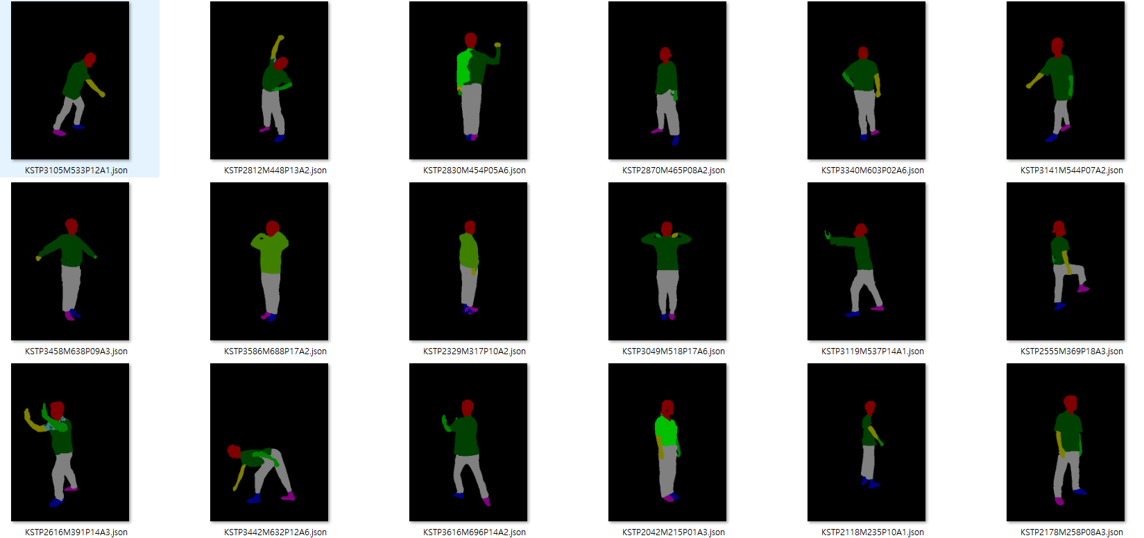 KSTP3105M533P12A1.json
KSTP2812M448P13A2.json
KSTP2830M454P05A6.json
KSTP2870M465P08A2.json
KSTP3340M603P02A6.json
KSTP3141M544P07A2.json
KSTP3458M638P09A3.json
KSTP3586M688P17A2.json
KSTP2329M317P10A2.json
KSTP3049M518P17A6.json
KSTP3119M537P14A1.json
KSTP2555M369P18A3.json
KSTP2616M391P14A3.json
KSTP3442M632P12A6.json
KSTP3616M696P14A2.json
KSTP2042M215P01A3.json
KSTP2118M235P10A1.json
KSTP2178M258P08A3.json